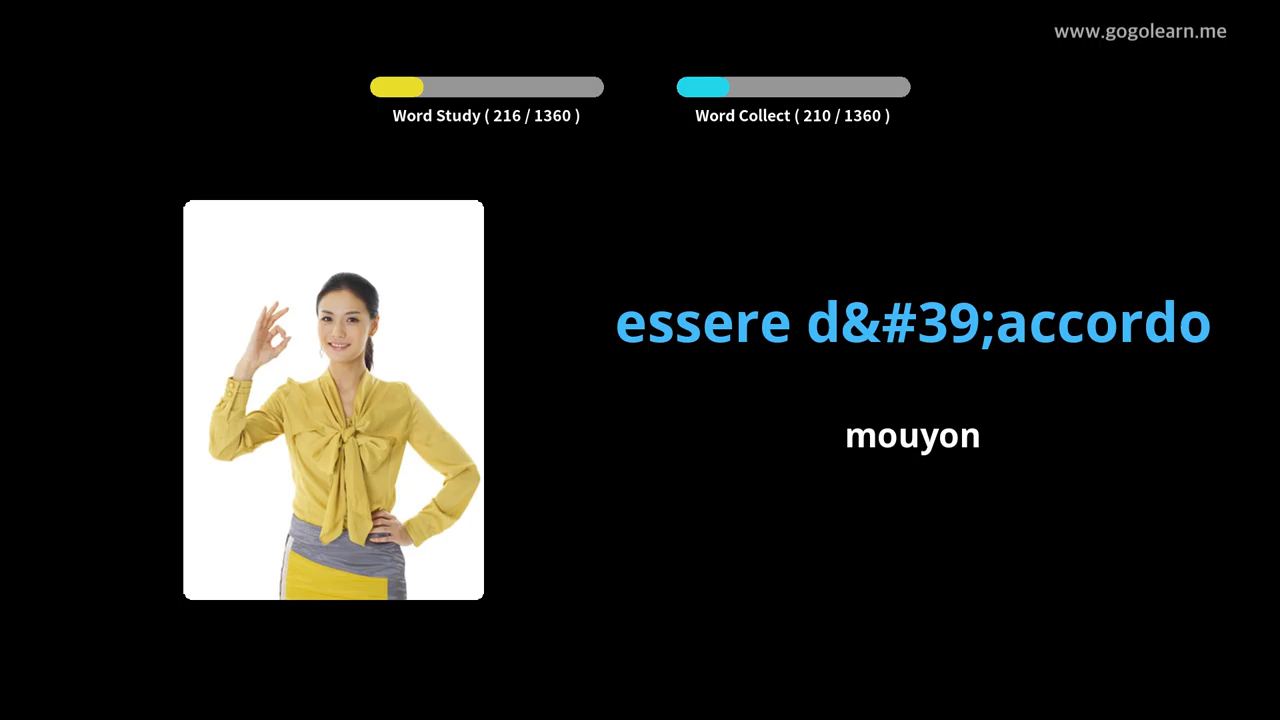 www.gogolearn.me
Word Study ( 216 / 1360 )
Word Collect ( 210 / 1360 )
essere d&#39;accordo
mouyon